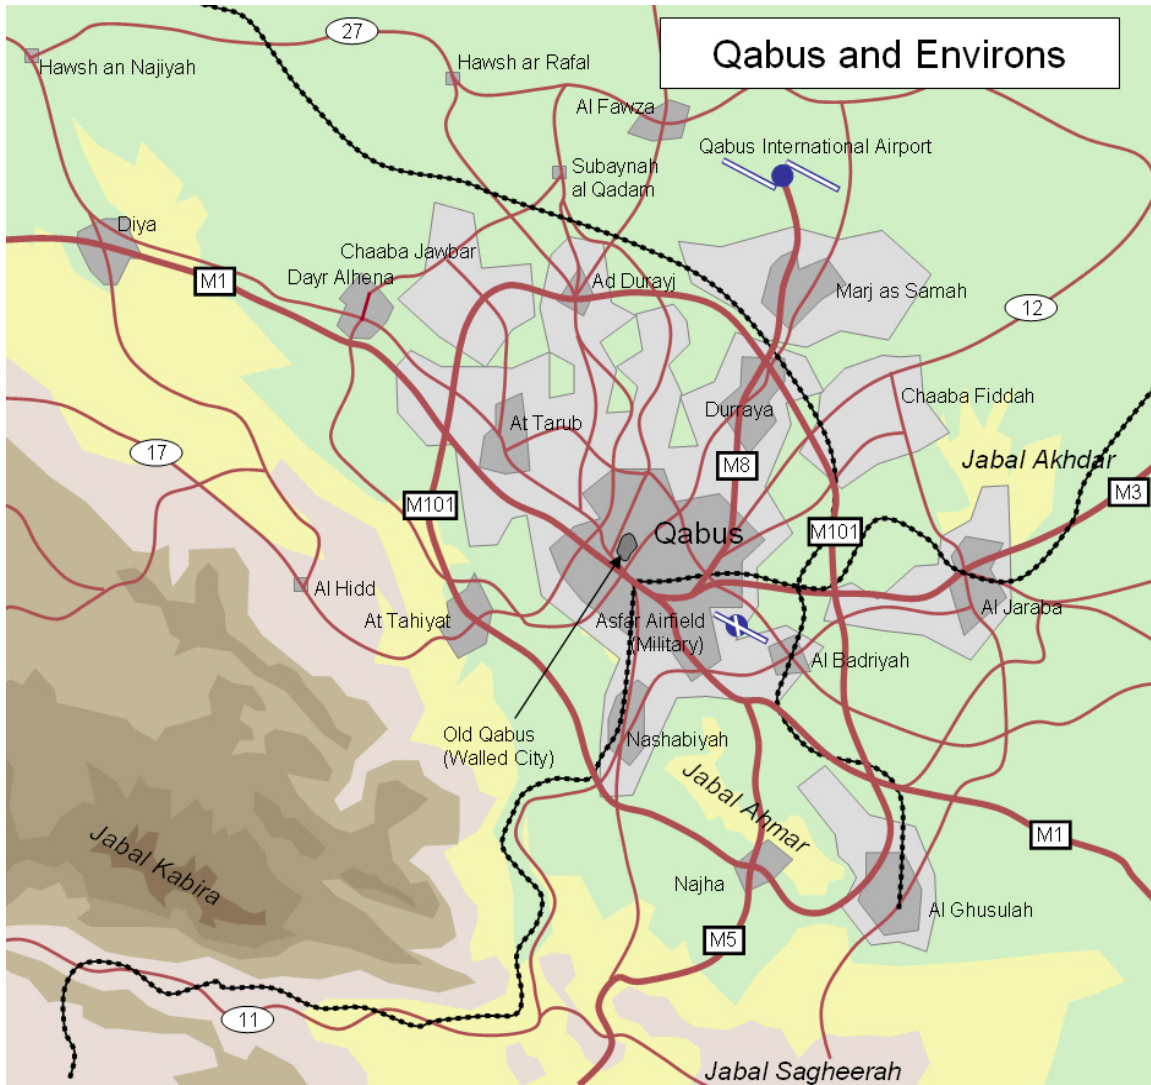 Qabus and Environs
27
Hawsh an Najiyah
Hawsh ar Rafal
Al Fawza
Qabus International Airport
Subaynah
al Qadam
Diya
Chaaba Jawbar
Dayr Alhena
M1
Ad Durayj
Marj as Samah
12
Chaaba Fiddah
Durraya
At Tarub
17
M8
Jabal Akhdar
M3
M101
Qabus
M101
Al Hidd
At Tahiyat
Asfar Airfield
(Military)
Al Jaraba
Al Badriyah
Old Qabus
(Walled City)
Nashabiyah
Jabal Ahmar
M1
Jabal Kabira
Najha
Al Ghusulah
M5
11
Jabal Sagheerah